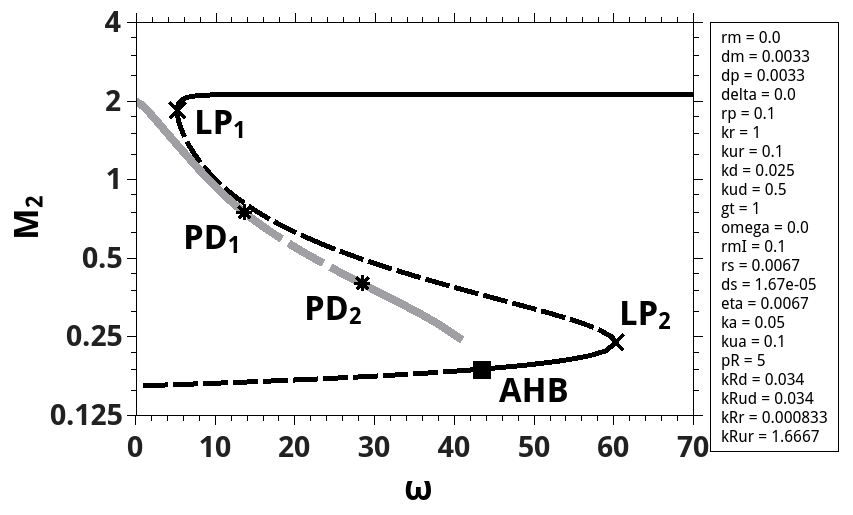 4
2
1
0.5
0.25
0.125
M2
0 10 20 30 40 50 60 70
ω
LP1
PD1
PD2
LP2
AHB
rm = 0.0
dm = 0.0033
dp = 0.0033
delta = 0.0
rp = 0.1
kr = 1
kur = 0.1
kd = 0.025
kud = 0.5
gt = 1
omega = 0.0
rmI = 0.1
rs = 0.0067
ds = 1.67e-05
eta = 0.0067
ka = 0.05
kua = 0.1
pR = 5
kRd = 0.034
kRud = 0.034
kRr = 0.000833
kRur = 1.6667